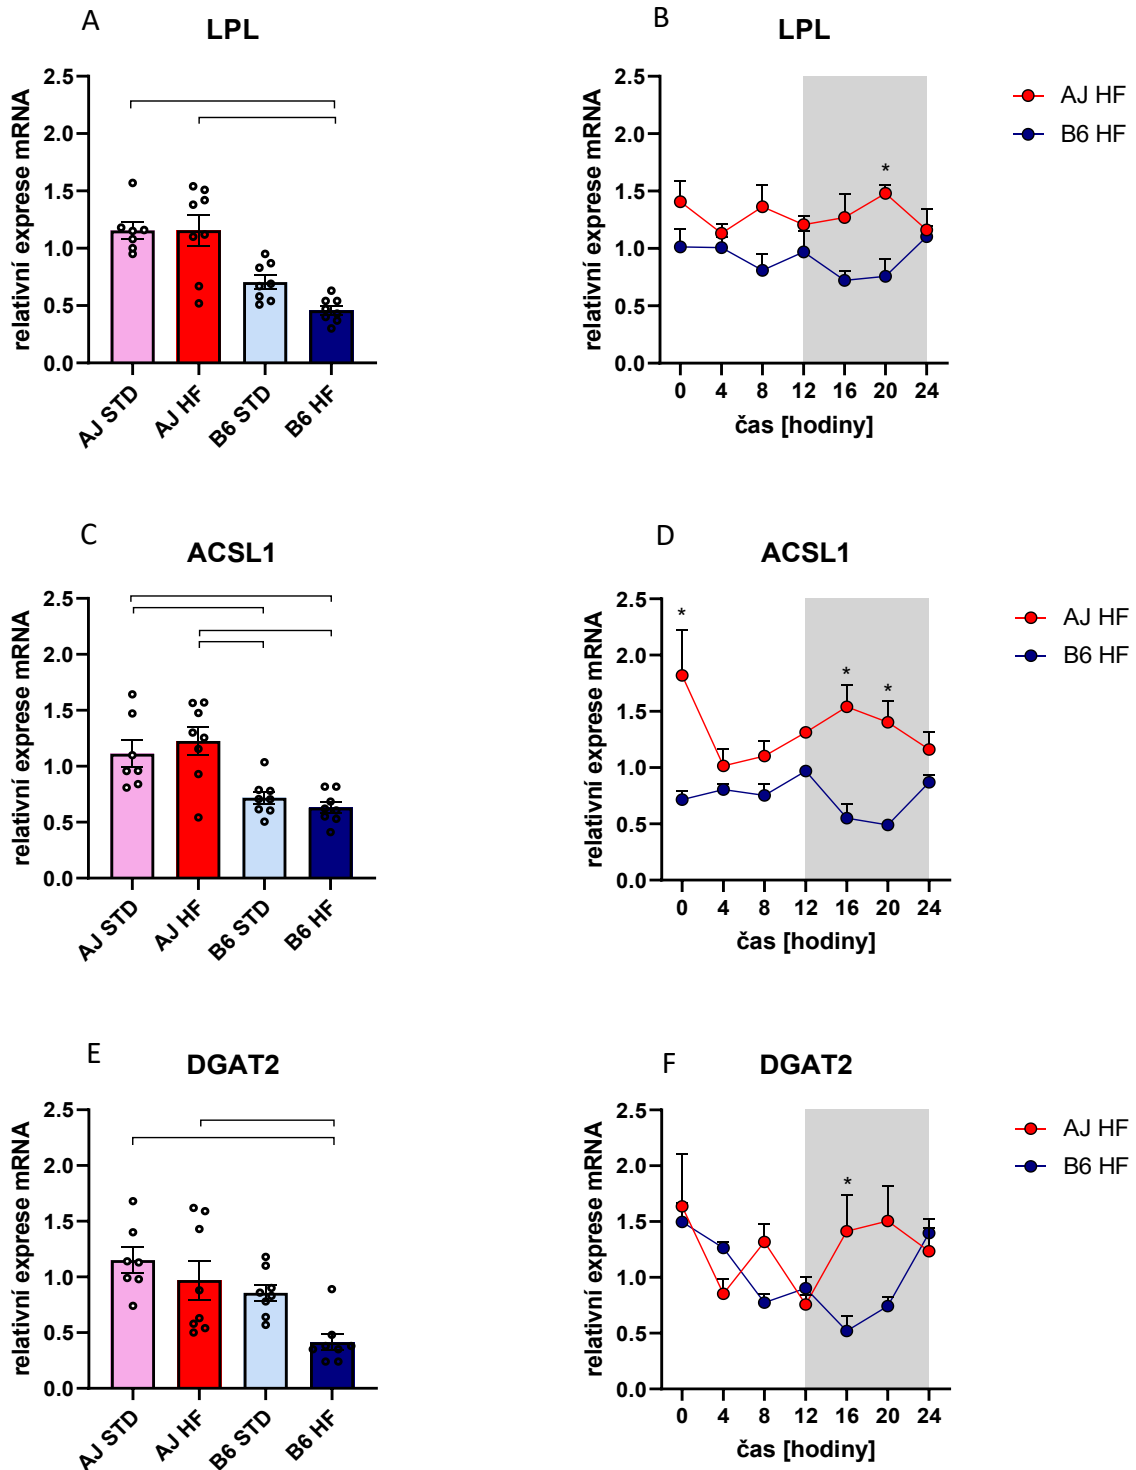 A
LPL
relativní exprese mRNA
2.5
2.0
1.5
1.0
0.5
0.0
AJ STD
AJ HF
B6 STD
B6 HF
B
LPL
relativní exprese mRNA
2.5
2.0
1.5
1.0
0.5
0.0
*
0 4 8 12 16 20 24
čas [hodiny]
AJ HF
B6 HF
C
ACSL1
relativní exprese mRNA
2.5
2.0
1.5
1.0
0.5
0.0
AJ STD
AJ HF
B6 STD
B6 HF
D
ACSL1
relativní exprese mRNA
2.5
2.0
1.5
1.0
0.5
0.0
* * *
0 4 8 12 16 20 24
čas [hodiny]
AJ HF
B6 HF
E
DGAT2
relativní exprese mRNA
2.5
2.0
1.5
1.0
0.5
0.0
AJ STD
AJ HF
B6 STD
B6 HF
F
DGAT2
relativní exprese mRNA
2.5
2.0
1.5
1.0
0.5
0.0
*
0 4 8 12 16 20 24
čas [hodiny]
AJ HF
B6 HF